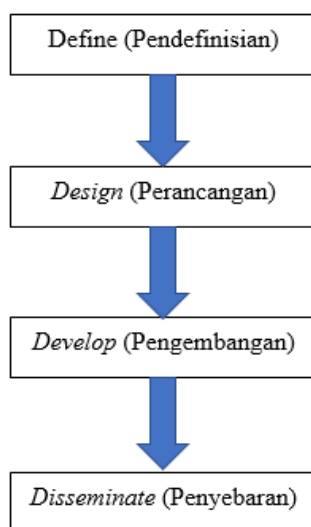 Define (Pendefinisian)
Design (Perancangan)
Develop (Pengembangan)
Disseminate (Penyebaran)